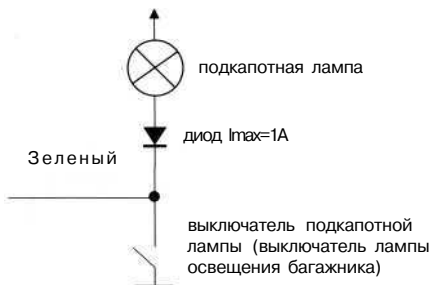 подкапотная лампа
диод Imax=1A
Зеленый
выключатель подкапотной
лампы (выключатель лампы
освещения багажника)